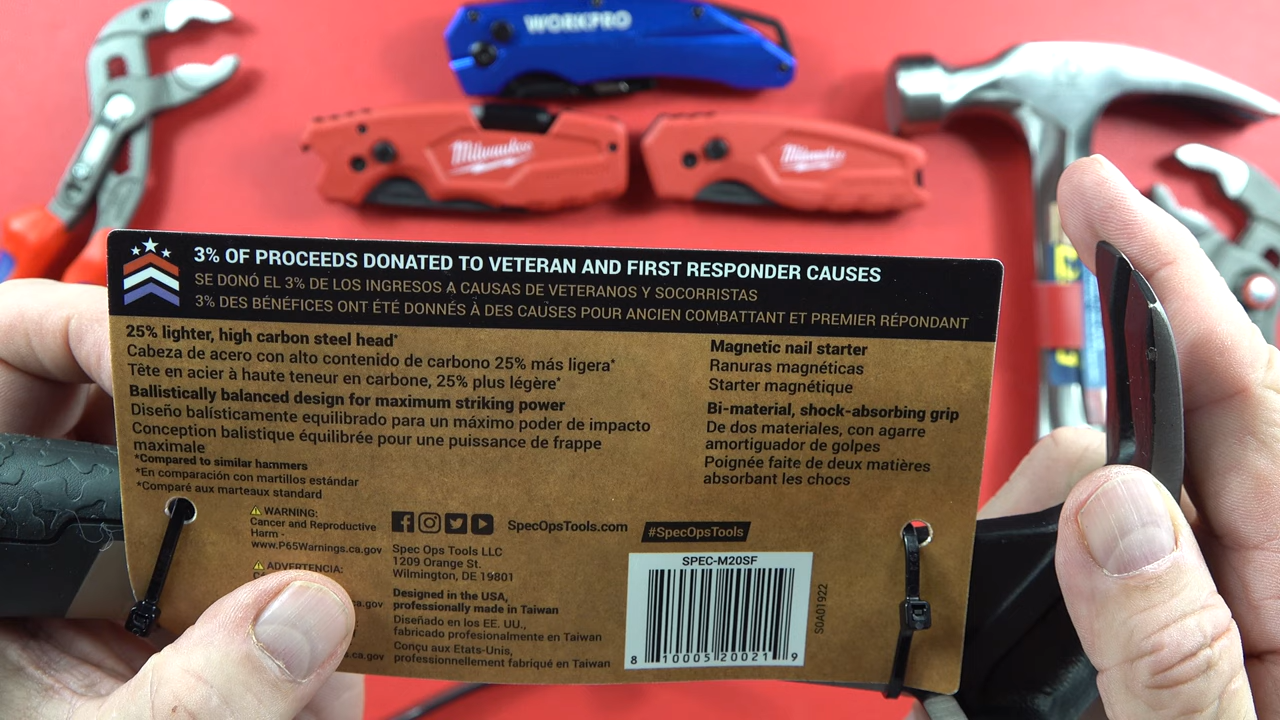 WORKPRO
Milwaukee
Milwaukee
3% OF PROCEEDS DONATED TO VETERAN AND FIRST RESPONDER CAUSES
SE DONÓ EL 3% DE LOS INGRESOS A CAUSAS DE VETERANOS Y SOCORRISTAS
3% DES BÉNÉFICES ONT ÉTÉ DONNÉS À DES CAUSES POUR ANCIEN COMBATTANT ET PREMIER RÉPONDANT
25% lighter, high carbon steel head*
Cabeza de acero con alto contenido de carbono 25% más ligera*
Tête en acier à haute teneur en carbone, 25% plus légère*
Ballistically balanced design for maximum striking power
Diseño balísticamente equilibrado para un máximo poder de impacto
Conception balistique équilibrée pour une puissance de frappe
maximale
*Compared to similar hammers
*En comparación con martillos estándar
*Comparé aux marteaux standard
Magnetic nail starter
Ranuras magnéticas
Starter magnétique
Bi-material, shock-absorbing grip
De dos materiales, con agarre
amortiguador de golpes
Poignée faite de deux matières
absorbant les chocs
WARNING:
Cancer and Reproductive
Harm -
www.P65Warnings.ca.gov
ADVERTENCIA:
ca.gov
s.ca.gov
SpecOpsTools.com
#SpecOpsTools
Spec Ops Tools LLC
1209 Orange St.
Wilmington, DE 19801
Designed in the USA,
professionally made in Taiwan
Diseñado en los EE. UU.,
fabricado profesionalmente en Taiwan
Conçu aux Etats-Unis,
professionnellement fabriqué en Taiwan
SPEC-M20SF
8 10005 20021 9
S0A01922